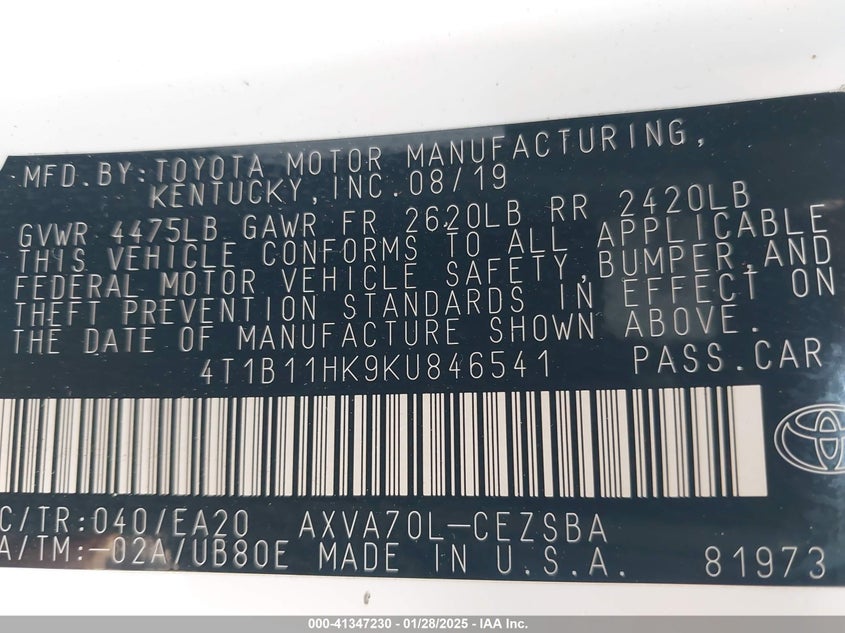 MFD.BY:TOYOTA MOTOR MANUFACTURING,
KENTUCKY,INC.08/19
GVWR 4475LB GAWR FR 2620LB RR 2420LB
THIS VEHICLE CONFORMS TO ALL APPLICABLE
FEDERAL MOTOR VEHICLE SAFETY,BUMPER,AND
THEFT PREVENTION STANDARDS IN EFFECT ON
THE DATE OF MANUFACTURE SHOWN ABOVE.
4T1B11HK9KU846541 PASS.CAR
C/TR:040/EA20 AXVA70L-CEZSBA
A/TM:-02A/UB80E MADE IN U.S.A. 81973
000-41347230 - 01/28/2025 - IAA Inc.